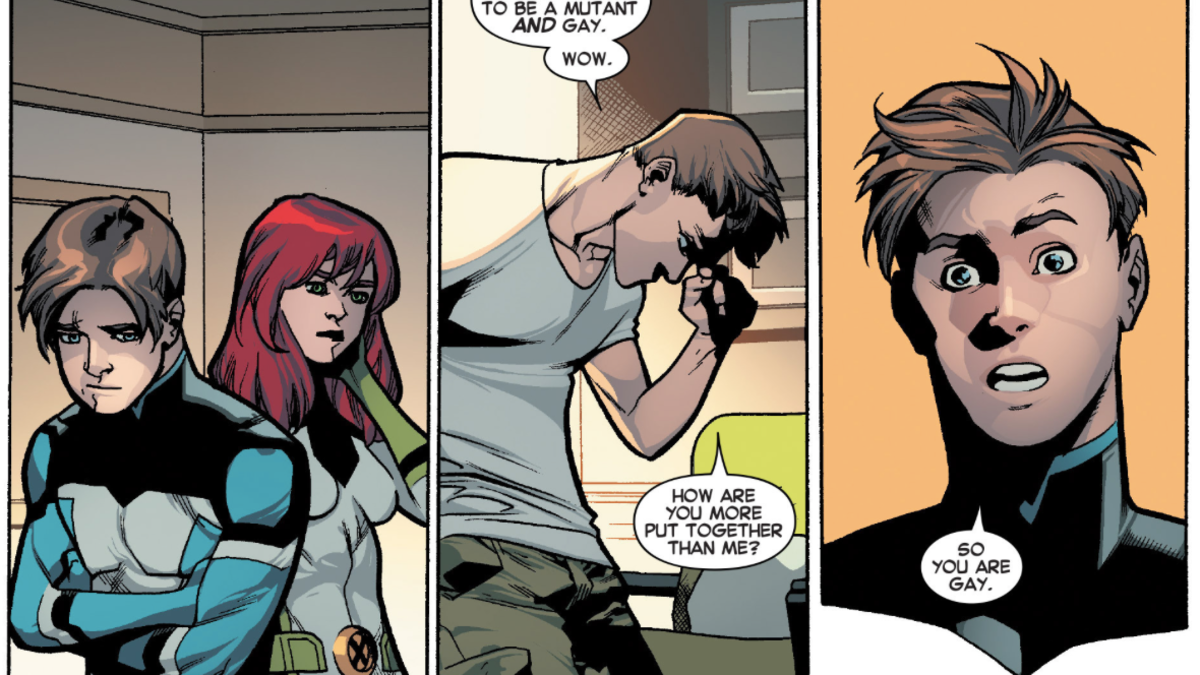 TO BE A MUTANT
AND GAY.
WOW.
HOW ARE
YOU MORE
PUT TOGETHER
THAN ME?
SO
YOU ARE
GAY.